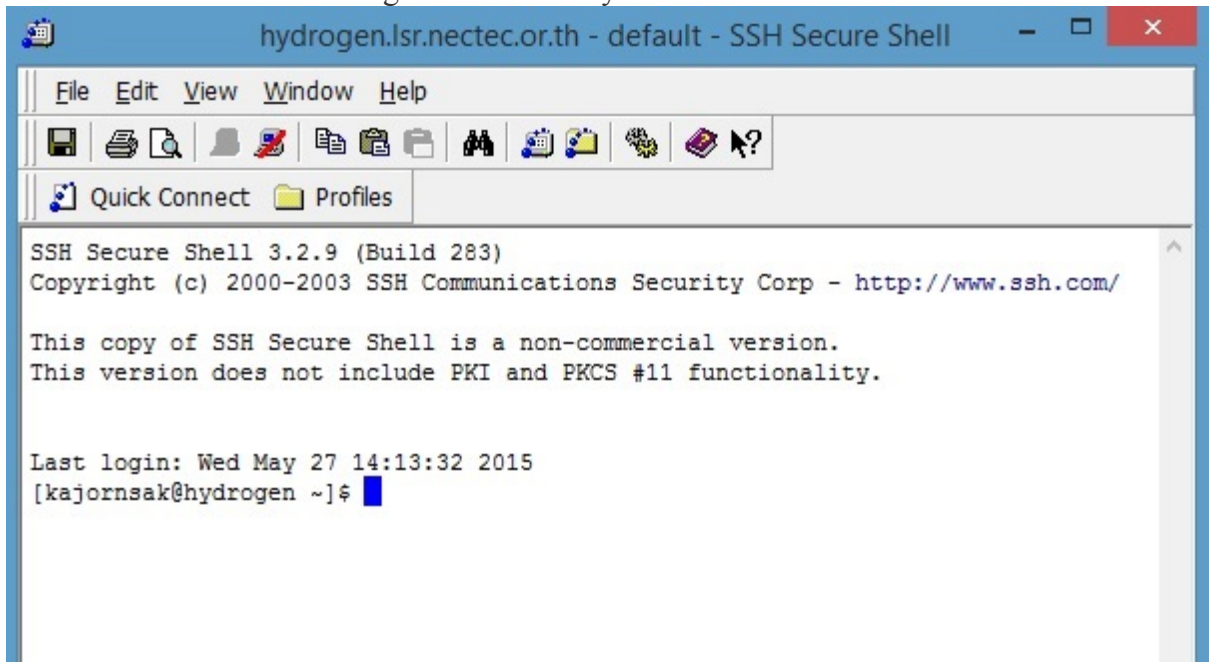 hydrogen.lsr.nectec.or.th - default - SSH Secure Shell
File Edit View Window Help
Quick Connect Profiles
SSH Secure Shell 3.2.9 (Build 283)
Copyright (c) 2000-2003 SSH Communications Security Corp - http://www.ssh.com/
This copy of SSH Secure Shell is a non-commercial version.
This version does not include PKI and PKCS #11 functionality.
Last login: Wed May 27 14:13:32 2015
[kajornsak@hydrogen ~]$